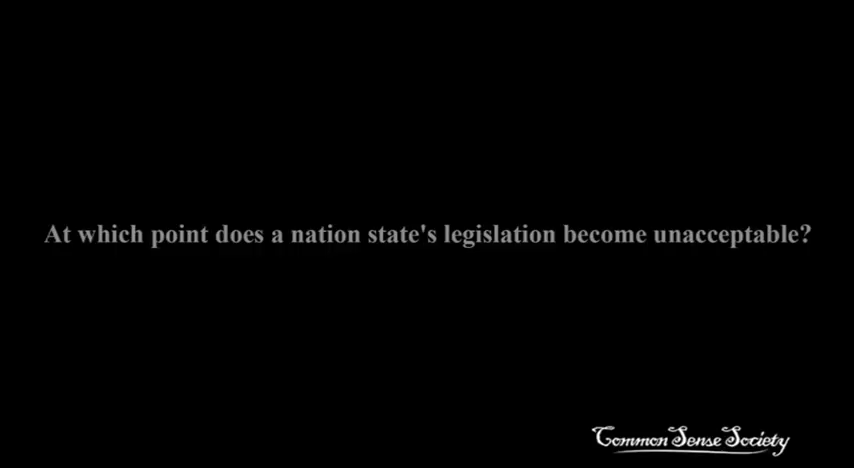 At which point does a nation state's legislation become unacceptable?
Common Sense Society